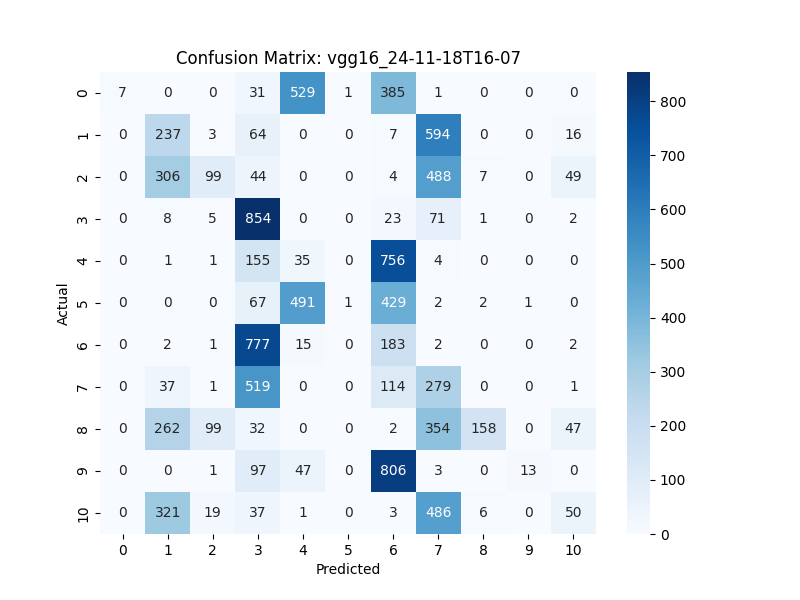 Confusion Matrix: vgg16_24-11-18T16-07
0 7 0 0 31 529 1 385 1 0 0 0
1 0 237 3 64 0 0 7 594 0 0 16
2 0 306 99 44 0 0 4 488 7 0 49
3 0 8 5 854 0 0 23 71 1 0 2
4 0 1 1 155 35 0 756 4 0 0 0
5 0 0 0 67 491 1 429 2 2 1 0
6 0 2 1 777 15 0 183 2 0 0 2
7 0 37 1 519 0 0 114 279 0 0 1
8 0 262 99 32 0 0 2 354 158 0 47
9 0 0 1 97 47 0 806 3 0 13 0
10 0 321 19 37 1 0 3 486 6 0 50
0 1 2 3 4 5 6 7 8 9 10
Predicted
Actual
800
700
600
500
400
300
200
100
0